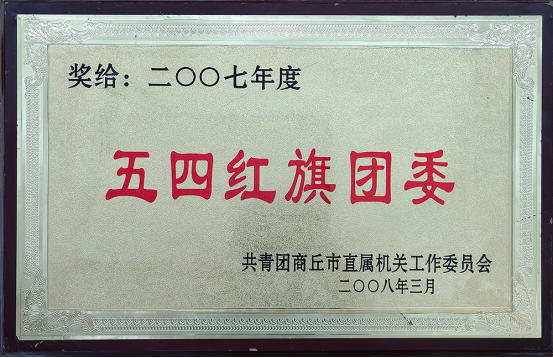 奖给：二〇〇七年度
五四红旗团委
共青团商丘市直属机关工作委员会
二〇〇八年三月